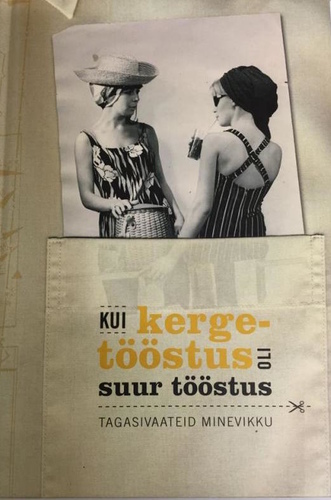 KUI kerge-
tööstus OLI
suur tööstus
TAGASIVAATEID MINEVIKKU